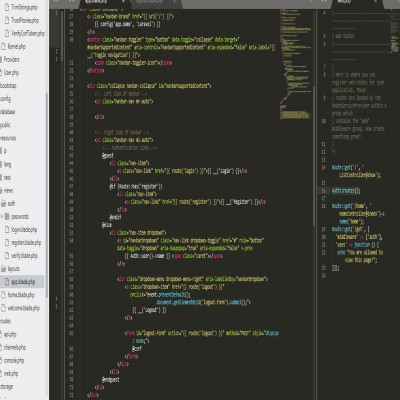 TrimStrings.php
TrustProxies.php
VerifyCsrfToken.php
Kernel.php
Providers
User.php
bootstrap
config
database
public
resources
js
lang
sass
views
auth
passwords
login.blade.php
register.blade.php
verify.blade.php
layouts
app.blade.php
home.blade.php
welcome.blade.php
routes
api.php
channels.php
console.php
web.php
storage
<a class="navbar-brand" href="{{ url('/') }}">
{{ config('app.name', 'Laravel') }}
</a>
<button class="navbar-toggler" type="button" data-toggle="collapse" data-target="
#navbarSupportedContent" aria-controls="navbarSupportedContent" aria-expanded="false" aria-label="{{
__('Toggle navigation') }}">
<span class="navbar-toggler-icon"></span>
</button>
<div class="collapse navbar-collapse" id="navbarSupportedContent">
<!-- Left Side Of Navbar -->
<ul class="navbar-nav mr-auto">
</ul>
<!-- Right Side Of Navbar -->
<ul class="navbar-nav ml-auto">
<!-- Authentication Links -->
@guest
<li class="nav-item">
<a class="nav-link" href="{{ route('login') }}">{{ __('Login') }}</a>
</li>
@if (Route::has('register'))
<li class="nav-item">
<a class="nav-link" href="{{ route('register') }}">{{ __('Register') }}</a>
</li>
@endif
@else
<li class="nav-item dropdown">
<a id="navbarDropdown" class="nav-link dropdown-toggle" href="#" role="button"
data-toggle="dropdown" aria-haspopup="true" aria-expanded="false" v-pre>
{{ Auth::user()->name }} <span class="caret"></span>
</a>
<div class="dropdown-menu dropdown-menu-right" aria-labelledby="navbarDropdown">
<a class="dropdown-item" href="{{ route('logout') }}"
onclick="event.preventDefault();
document.getElementById('logout-form').submit();">
{{ __('Logout') }}
</a>
<form id="logout-form" action="{{ route('logout') }}" method="POST" style="display
: none;">
@csrf
</form>
</div>
</li>
@endguest
</ul>
</div>
| Web Routes
| Here is where you can
register web routes for your
application. These
| routes are loaded by the
RouteServiceProvider within a
group which
| contains the "web"
middleware group. Now create
something great!
|
*/
Route::get('/', '
Auth::routes();
Route::get('/home', '
HomeController@index')->
name('home');
Route::get('/get', [
'middleware' => ['auth'],
'uses' => function () {
echo "You are allowed to
view this page!";
}]);